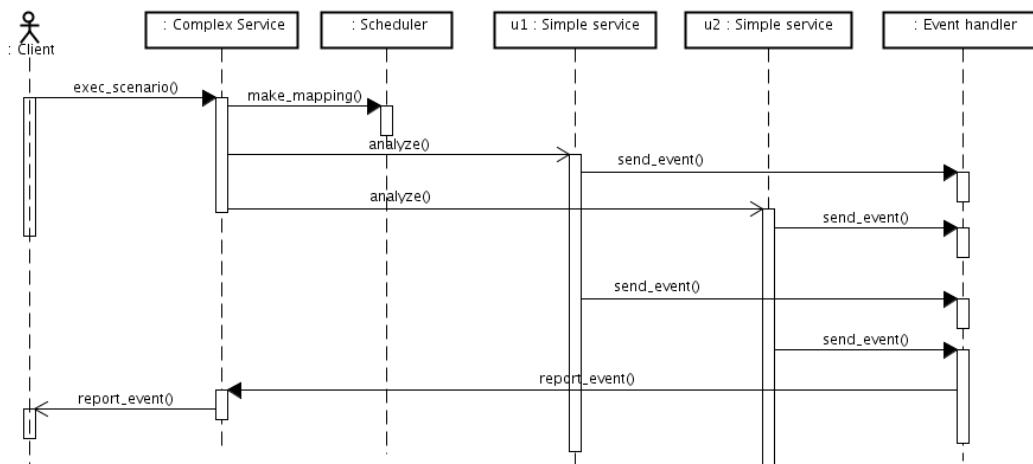 : Client
: Complex Service
: Scheduler
u1 : Simple service
u2 : Simple service
: Event handler
exec_scenario()
make_mapping()
analyze()
send_event()
analyze()
send_event()
send_event()
send_event()
report_event()
report_event()